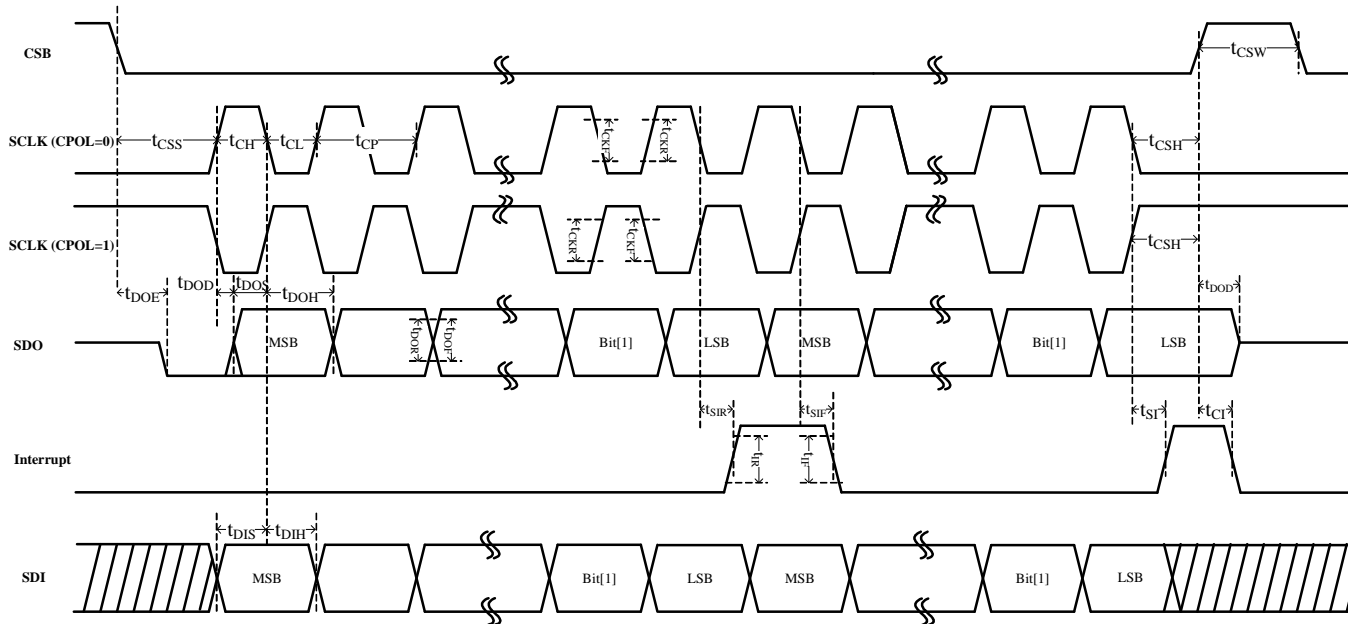 CSB
tCSW
SCLK (CPOL=0)
tCSS
tCH
tCL
tCP
tCKF
tCKR
tCSH
SCLK (CPOL=1)
tCKR
tCKF
tCSH
tDOE
tDOD
tDOS
tDOH
tDOD
SDO
MSB
tDOR
tDOF
Bit[1]
LSB
MSB
Bit[1]
LSB
tSIR
tSIF
tSI
tCI
Interrupt
tIR
tIF
tDIS
tDIH
SDI
MSB
Bit[1]
LSB
MSB
Bit[1]
LSB